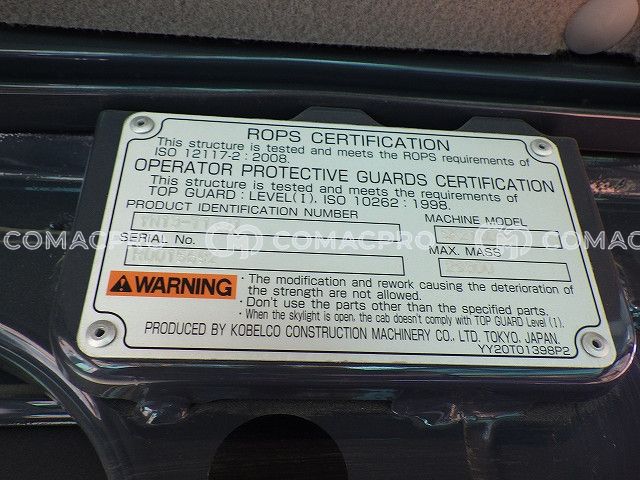 ROPS CERTIFICATION
This structure is tested and meets the ROPS requirements of
ISO 12117-2 : 2008.
OPERATOR PROTECTIVE GUARDS CERTIFICATION
This structure is tested and meets the requirements of
TOP GUARD : LEVEL(I). ISO 10262 : 1998.
PRODUCT IDENTIFICATION NUMBER
MACHINE MODEL
COMACPRO COMACPRO COMACPRO
SERIAL No.
MAX. MASS
WARNING
· The modification and rework causing the deterioration of
the strength are not allowed.
· Don't use the parts other than the specified parts.
· When the skylight is open, the cab doesn't comply with TOP GUARD Level (I).
PRODUCED BY KOBELCO CONSTRUCTION MACHINERY CO., LTD. TOKYO, JAPAN.
YY20T01398P2